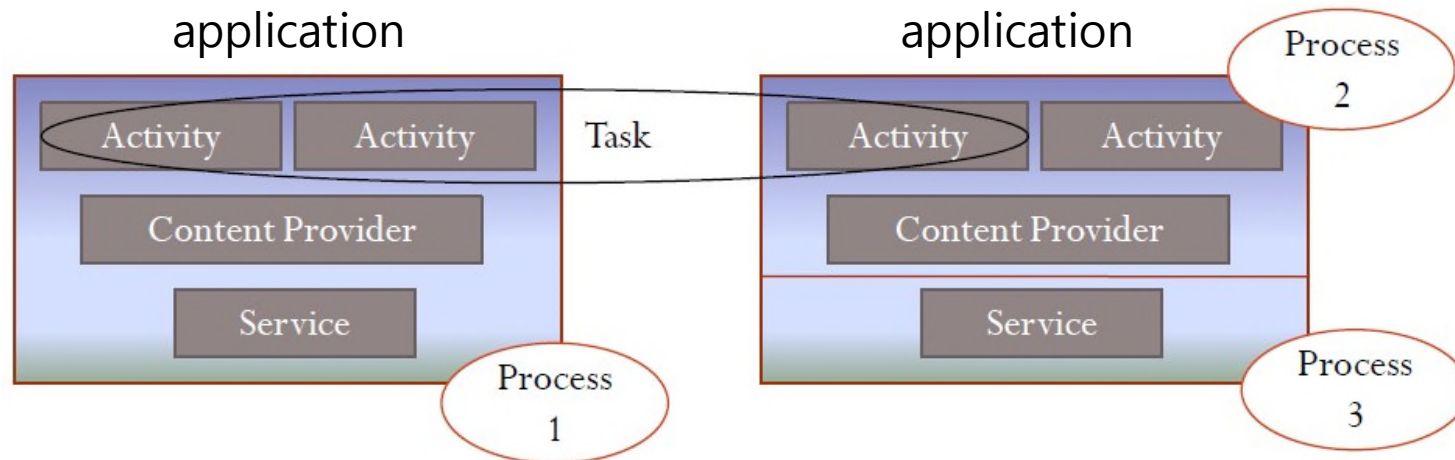 application
application
Process
2
Activity
Activity
Task
Activity
Activity
Content Provider
Content Provider
Service
Service
Process
1
Process
3